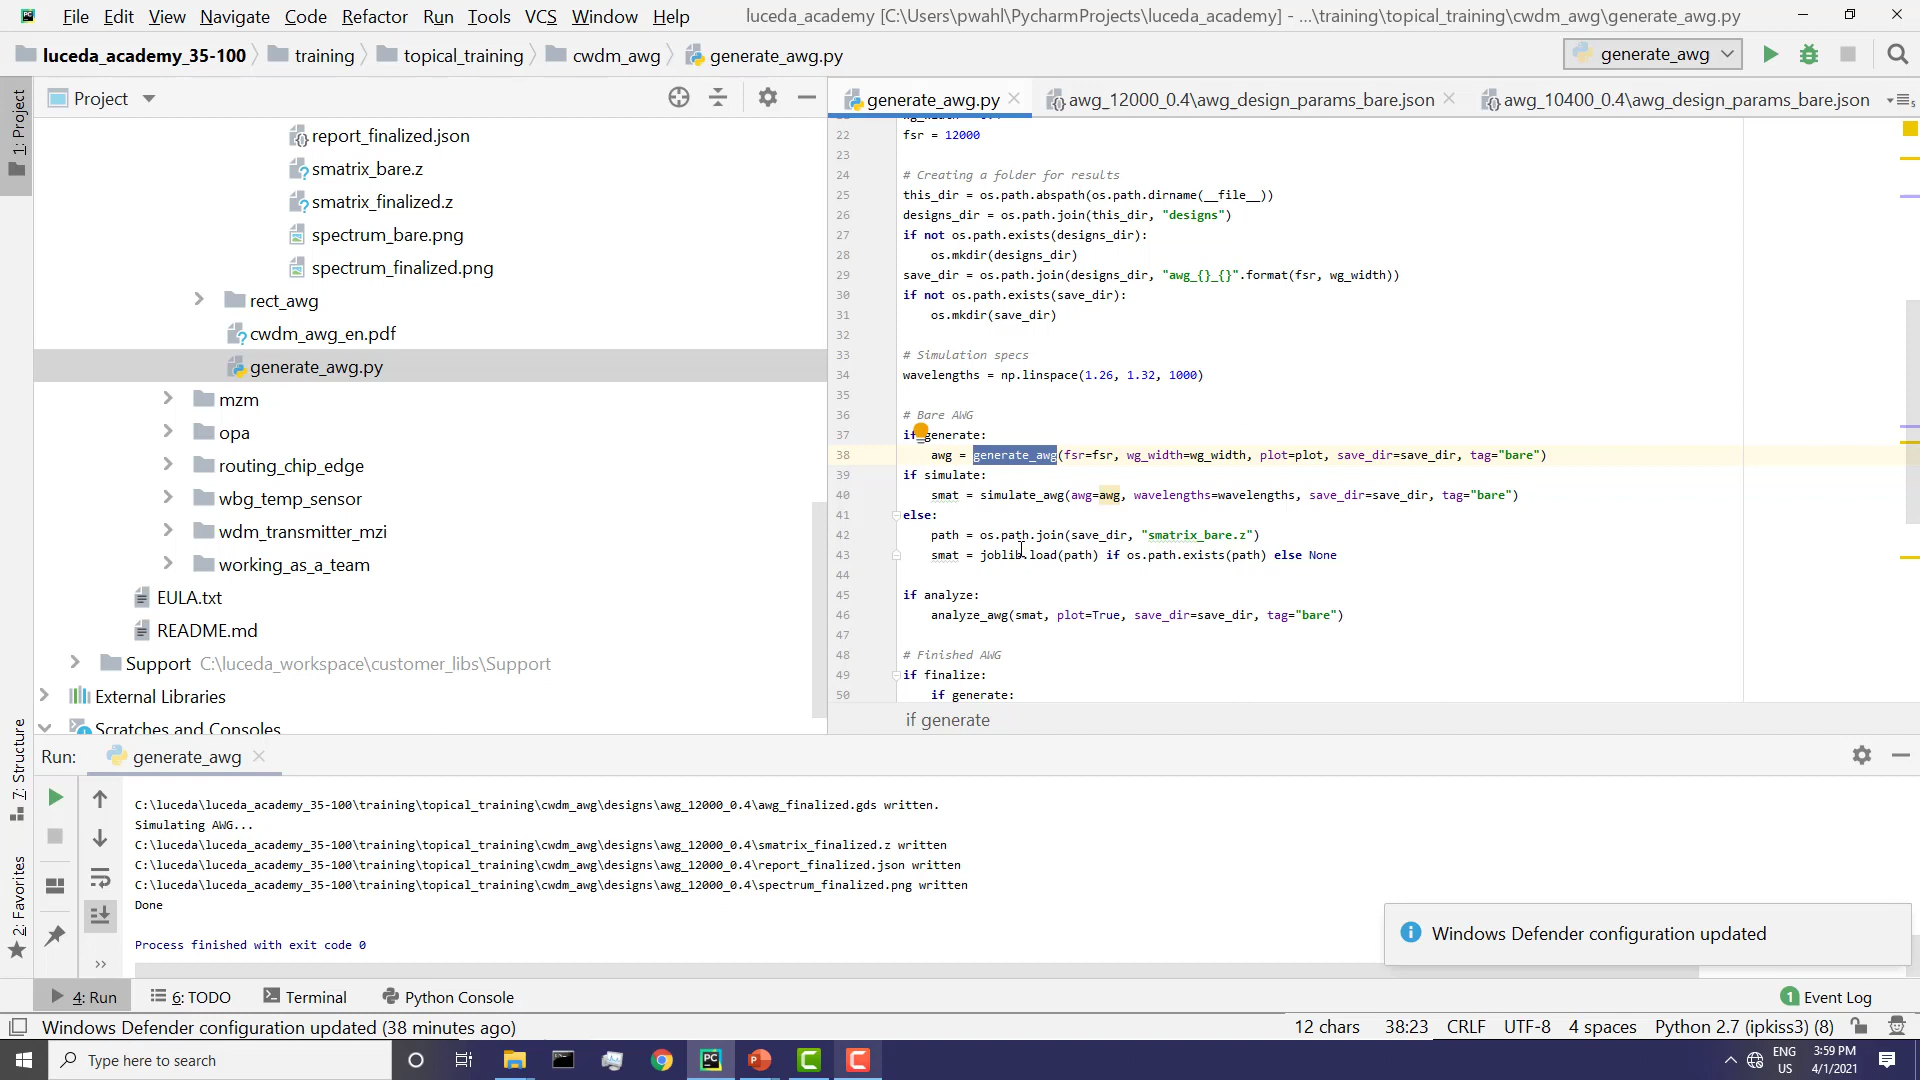 File Edit View Navigate Code Refactor Run Tools VCS Window Help
luceda_academy [C:\Users\pwahl\PycharmProjects\luceda_academy] - ...\training\topical_training\cwdm_awg\generate_awg.py
luceda_academy_35-100
training
topical_training
cwdm_awg
generate_awg.py
generate_awg
1: Project
Project
report_finalized.json
smatrix_bare.z
smatrix_finalized.z
spectrum_bare.png
spectrum_finalized.png
rect_awg
cwdm_awg_en.pdf
generate_awg.py
mzm
opa
routing_chip_edge
wbg_temp_sensor
wdm_transmitter_mzi
working_as_a_team
EULA.txt
README.md
Support C:\luceda_workspace\customer_libs\Support
External Libraries
Scratches and Consoles
generate_awg.py
awg_12000_0.4\awg_design_params_bare.json
awg_10400_0.4\awg_design_params_bare.json
22 fsr = 12000
23
24 # Creating a folder for results
25 this_dir = os.path.abspath(os.path.dirname(__file__))
26 designs_dir = os.path.join(this_dir, "designs")
27 if not os.path.exists(designs_dir):
28 os.mkdir(designs_dir)
29 save_dir = os.path.join(designs_dir, "awg_{}_{}".format(fsr, wg_width))
30 if not os.path.exists(save_dir):
31 os.mkdir(save_dir)
32
33 # Simulation specs
34 wavelengths = np.linspace(1.26, 1.32, 1000)
35
36 # Bare AWG
37 if generate:
38 awg = generate_awg(fsr=fsr, wg_width=wg_width, plot=plot, save_dir=save_dir, tag="bare")
39 if simulate:
40 smat = simulate_awg(awg=awg, wavelengths=wavelengths, save_dir=save_dir, tag="bare")
41 else:
42 path = os.path.join(save_dir, "smatrix_bare.z")
43 smat = joblib.load(path) if os.path.exists(path) else None
44
45 if analyze:
46 analyze_awg(smat, plot=True, save_dir=save_dir, tag="bare")
47
48 # Finished AWG
49 if finalize:
50 if generate:
if generate
7: Structure
2: Favorites
Run: generate_awg
C:\luceda\luceda_academy_35-100\training\topical_training\cwdm_awg\designs\awg_12000_0.4\awg_finalized.gds written.
Simulating AWG...
C:\luceda\luceda_academy_35-100\training\topical_training\cwdm_awg\designs\awg_12000_0.4\smatrix_finalized.z written
C:\luceda\luceda_academy_35-100\training\topical_training\cwdm_awg\designs\awg_12000_0.4\report_finalized.json written
C:\luceda\luceda_academy_35-100\training\topical_training\cwdm_awg\designs\awg_12000_0.4\spectrum_finalized.png written
Done
Process finished with exit code 0
Windows Defender configuration updated
4: Run 6: TODO Terminal Python Console
1 Event Log
Windows Defender configuration updated (38 minutes ago)
12 chars 38:23 CRLF UTF-8 4 spaces Python 2.7 (ipkiss3) (8)
Type here to search
ENG
US
3:59 PM
4/1/2021